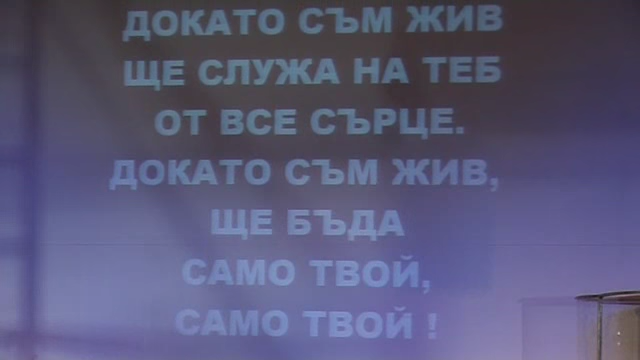 ДОКАТО СЪМ ЖИВ
ЩЕ СЛУЖА НА ТЕБ
ОТ ВСЕ СЪРЦЕ.
ДОКАТО СЪМ ЖИВ,
ЩЕ БЪДА
САМО ТВОЙ,
САМО ТВОЙ !